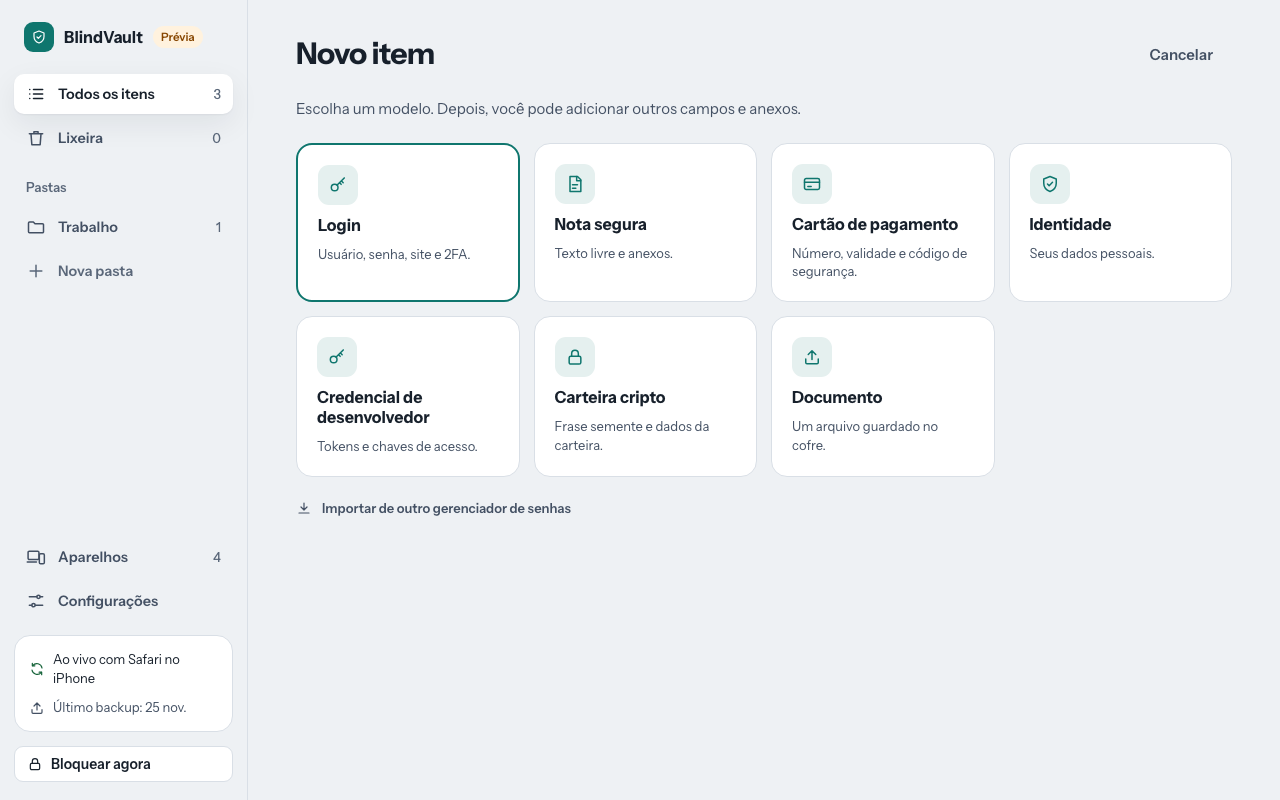 BlindVault Prévia
Todos os itens 3
Lixeira 0
Pastas
Trabalho 1
Nova pasta
Aparelhos 4
Configurações
Ao vivo com Safari no
iPhone
Último backup: 25 nov.
Bloquear agora
Novo item
Cancelar
Escolha um modelo. Depois, você pode adicionar outros campos e anexos.
Login
Usuário, senha, site e 2FA.
Nota segura
Texto livre e anexos.
Cartão de pagamento
Número, validade e código de
segurança.
Identidade
Seus dados pessoais.
Credencial de
desenvolvedor
Tokens e chaves de acesso.
Carteira cripto
Frase semente e dados da
carteira.
Documento
Um arquivo guardado no
cofre.
Importar de outro gerenciador de senhas